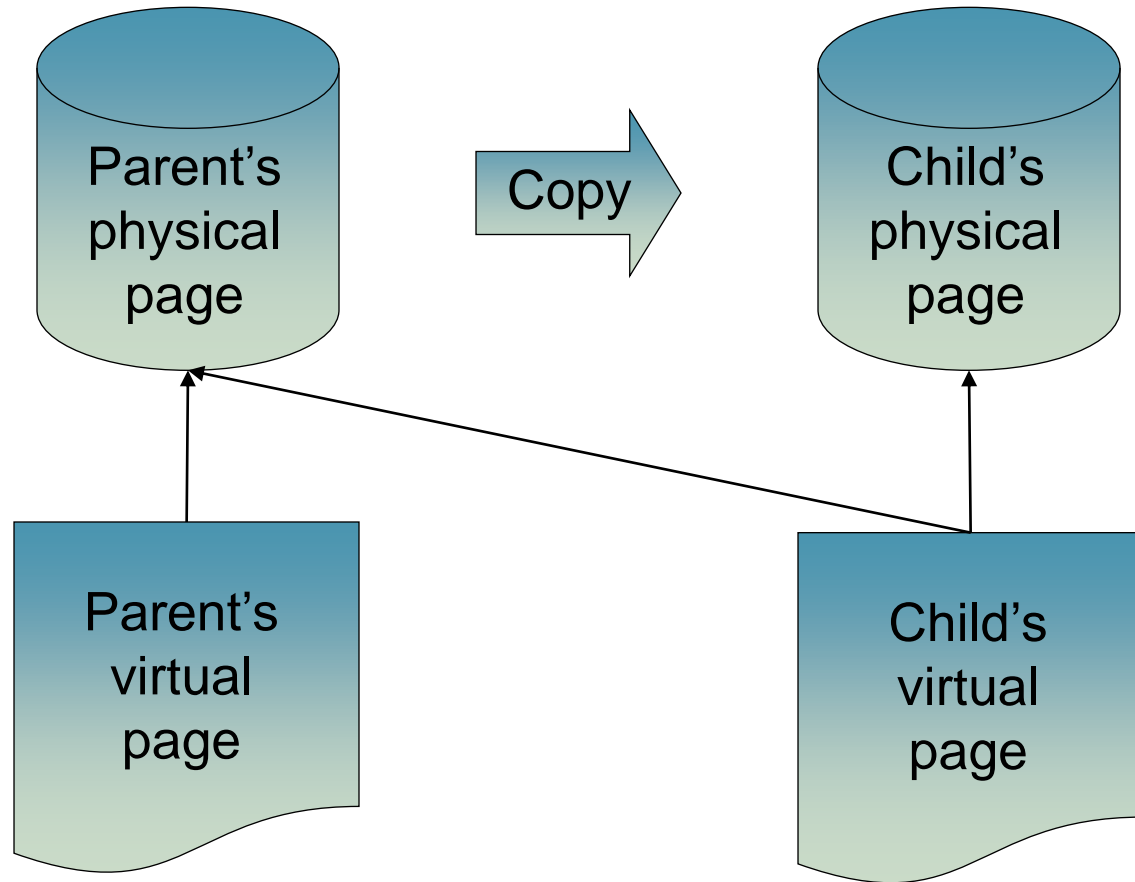 Parent’s
physical
page
Copy
Child’s
physical
page
Parent’s
virtual
page
Child’s
virtual
page